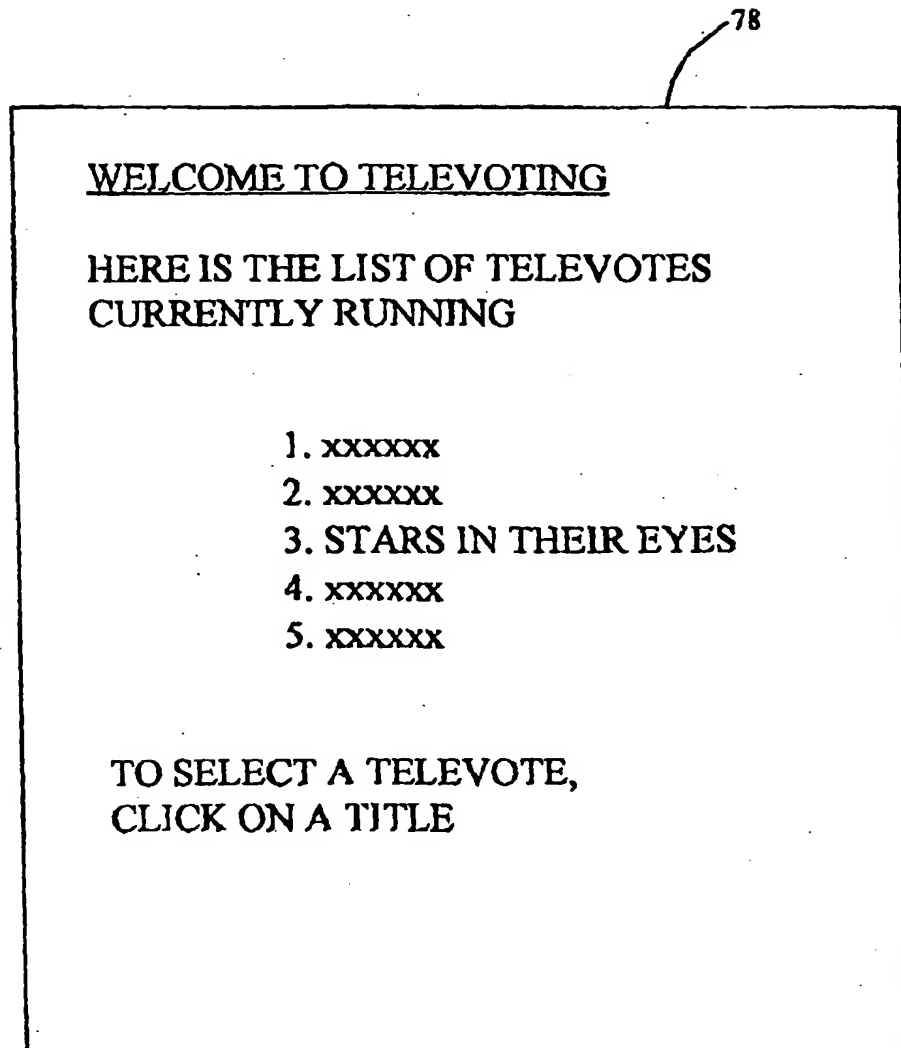 78
WELCOME TO TELEVOTING
HERE IS THE LIST OF TELEVOTES
CURRENTLY RUNNING
1. xxxxxx
2. xxxxxx
3. STARS IN THEIR EYES
4. xxxxxx
5. xxxxxx
TO SELECT A TELEVOTE,
CLICK ON A TITLE